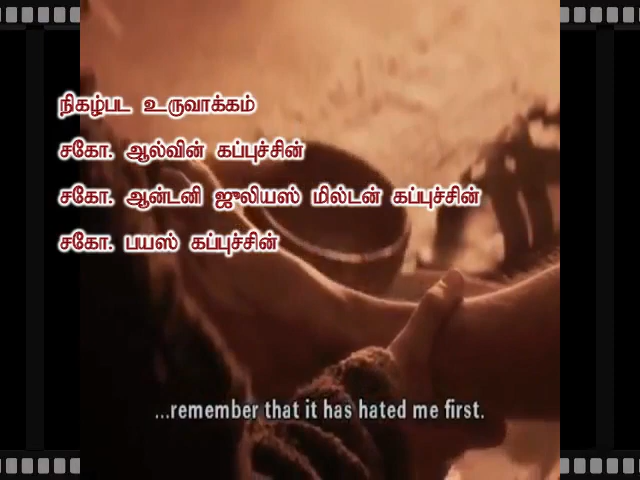 நிகழ்பட உருவாக்கம்
சகோ. ஆல்வின் கப்புச்சின்
சகோ. ஆன்டனி ஜுலியஸ் மில்டன் கப்புச்சின்
சகோ. பயஸ் கப்புச்சின்
...remember that it has hated me first.